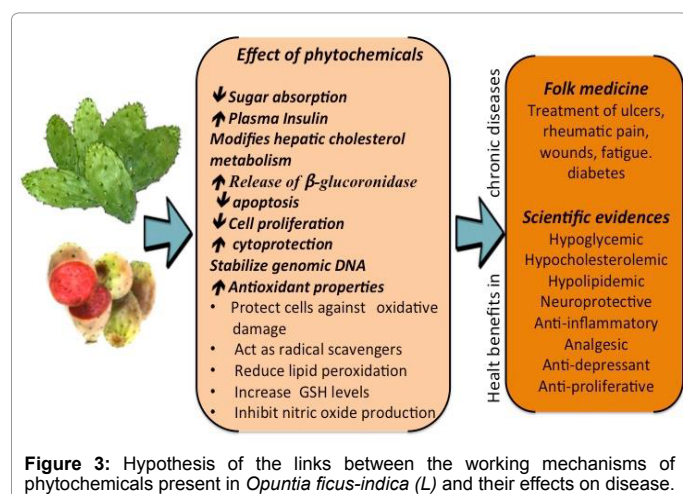 Effect of phytochemicals
🡻 Sugar absorption
🡹 Plasma Insulin
Modifies hepatic cholesterol
metabolism
🡹 Release of β-glucoronidase
🡻 apoptosis
🡻 Cell proliferation
🡹 cytoprotection
Stabilize genomic DNA
🡹 Antioxidant properties
• Protect cells against oxidative
damage
• Act as radical scavengers
• Reduce lipid peroxidation
• Increase GSH levels
• Inhibit nitric oxide production
Healt benefits in
chronic diseases
Folk medicine
Treatment of ulcers,
rheumatic pain,
wounds, fatigue.
diabetes
Scientific evidences
Hypoglycemic
Hypocholesterolemic
Hypolipidemic
Neuroprotective
Anti-inflammatory
Analgesic
Anti-depressant
Anti-proliferative
Figure 3: Hypothesis of the links between the working mechanisms of
phytochemicals present in Opuntia ficus-indica (L) and their effects on disease.